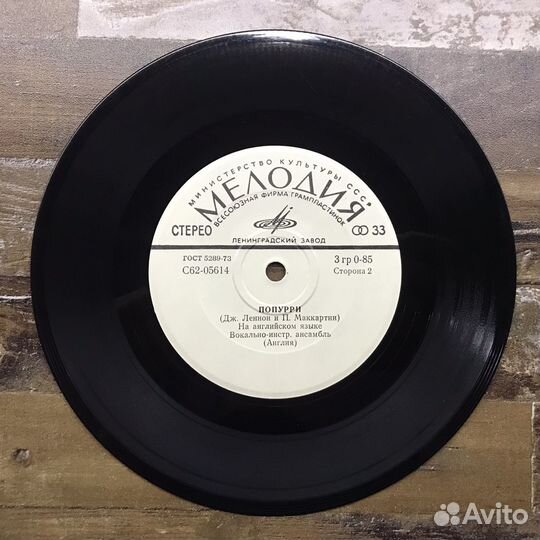 МИНИСТЕРСТВО КУЛЬТУРЫ СССР
МЕЛОДИЯ
ВСЕСОЮЗНАЯ ФИРМА ГРАМПЛАСТИНОК
СТЕРЕО 33
ЛЕНИНГРАДСКИЙ ЗАВОД
ГОСТ 5289-73 3 гр 0-85
С62-05614 Сторона 2
ПОПУРРИ
(Дж. Леннон и П. Маккартни)
На английском языке
Вокально-инстр. ансамбль
(Англия)
Avito